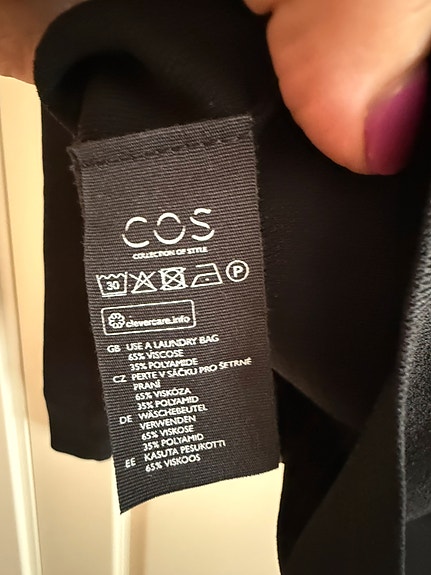 COS
COLLECTION OF STYLE
30 P
clevercare.info
GB USE A LAUNDRY BAG
65% VISCOSE
35% POLYAMIDE
CZ PERTE V SÁČKU PRO ŠETRNÉ
PRANÍ
65% VISKÓZA
35% POLYAMID
DE WÄSCHEBEUTEL
VERWENDEN
65% VISKOSE
35% POLYAMID
EE KASUTA PESUKOTTI
65% VISKOOS